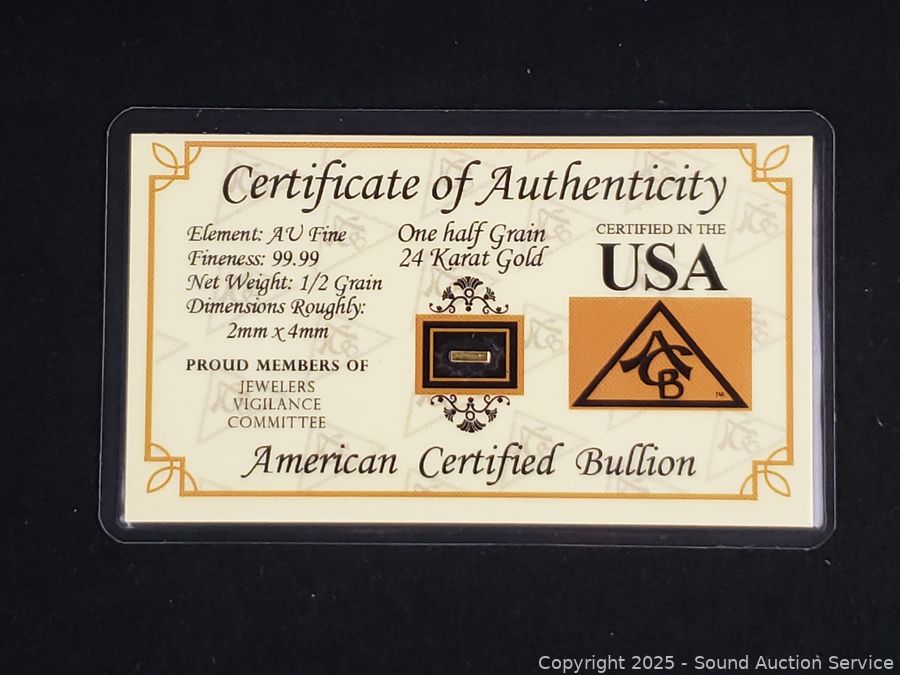 Certificate of Authenticity
Element: AU Fine
Fineness: 99.99
Net Weight: 1/2 Grain
Dimensions Roughly:
2mm x 4mm
PROUD MEMBERS OF
JEWELERS
VIGILANCE
COMMITTEE
One half Grain
24 Karat Gold
CERTIFIED IN THE
USA
ACB
TM
American Certified Bullion
Copyright 2025 - Sound Auction Service